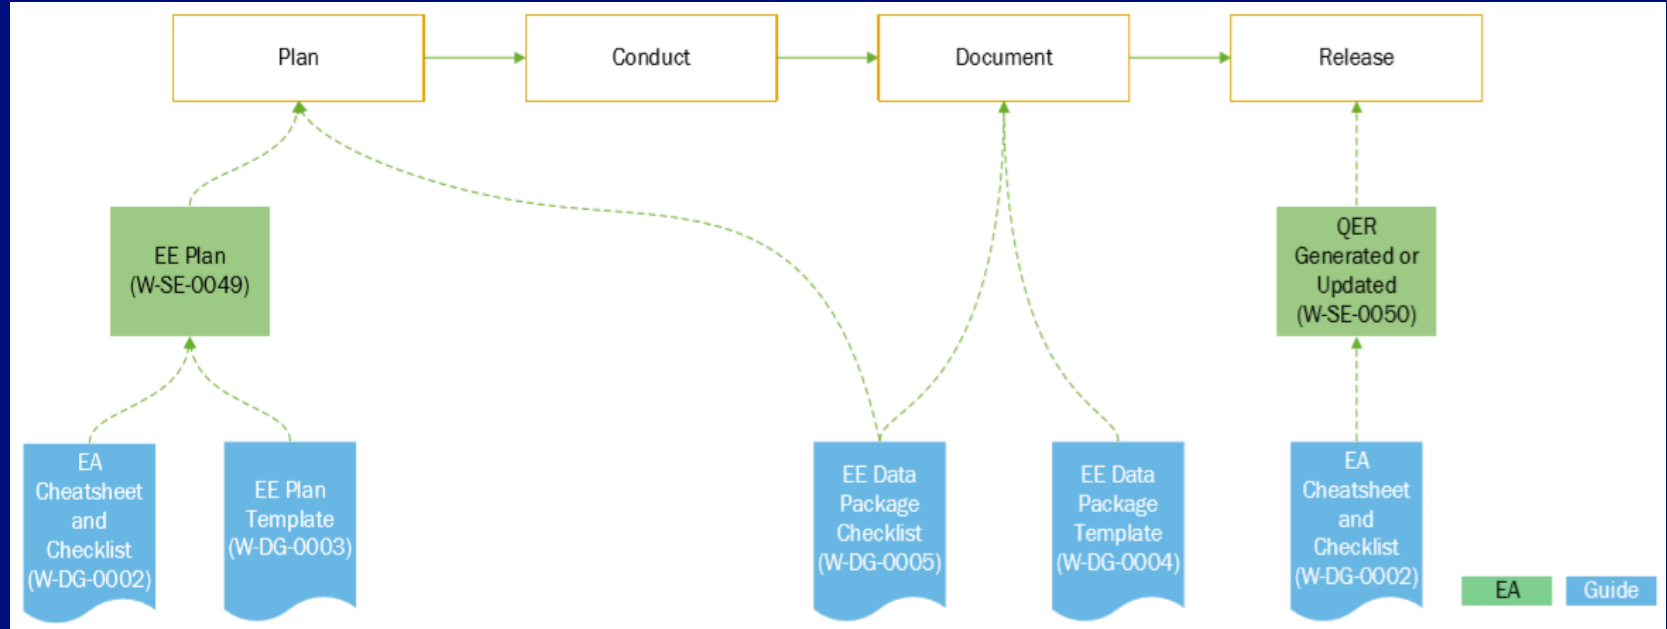 Plan
Conduct
Document
Release
EE Plan
(W-SE-0049)
QER
Generated or
Updated
(W-SE-0050)
EA
Cheatsheet
and
Checklist
(W-DG-0002)
EE Plan
Template
(W-DG-0003)
EE Data
Package
Checklist
(W-DG-0005)
EE Data
Package
Template
(W-DG-0004)
EA
Cheatsheet
and
Checklist
(W-DG-0002)
EA
Guide